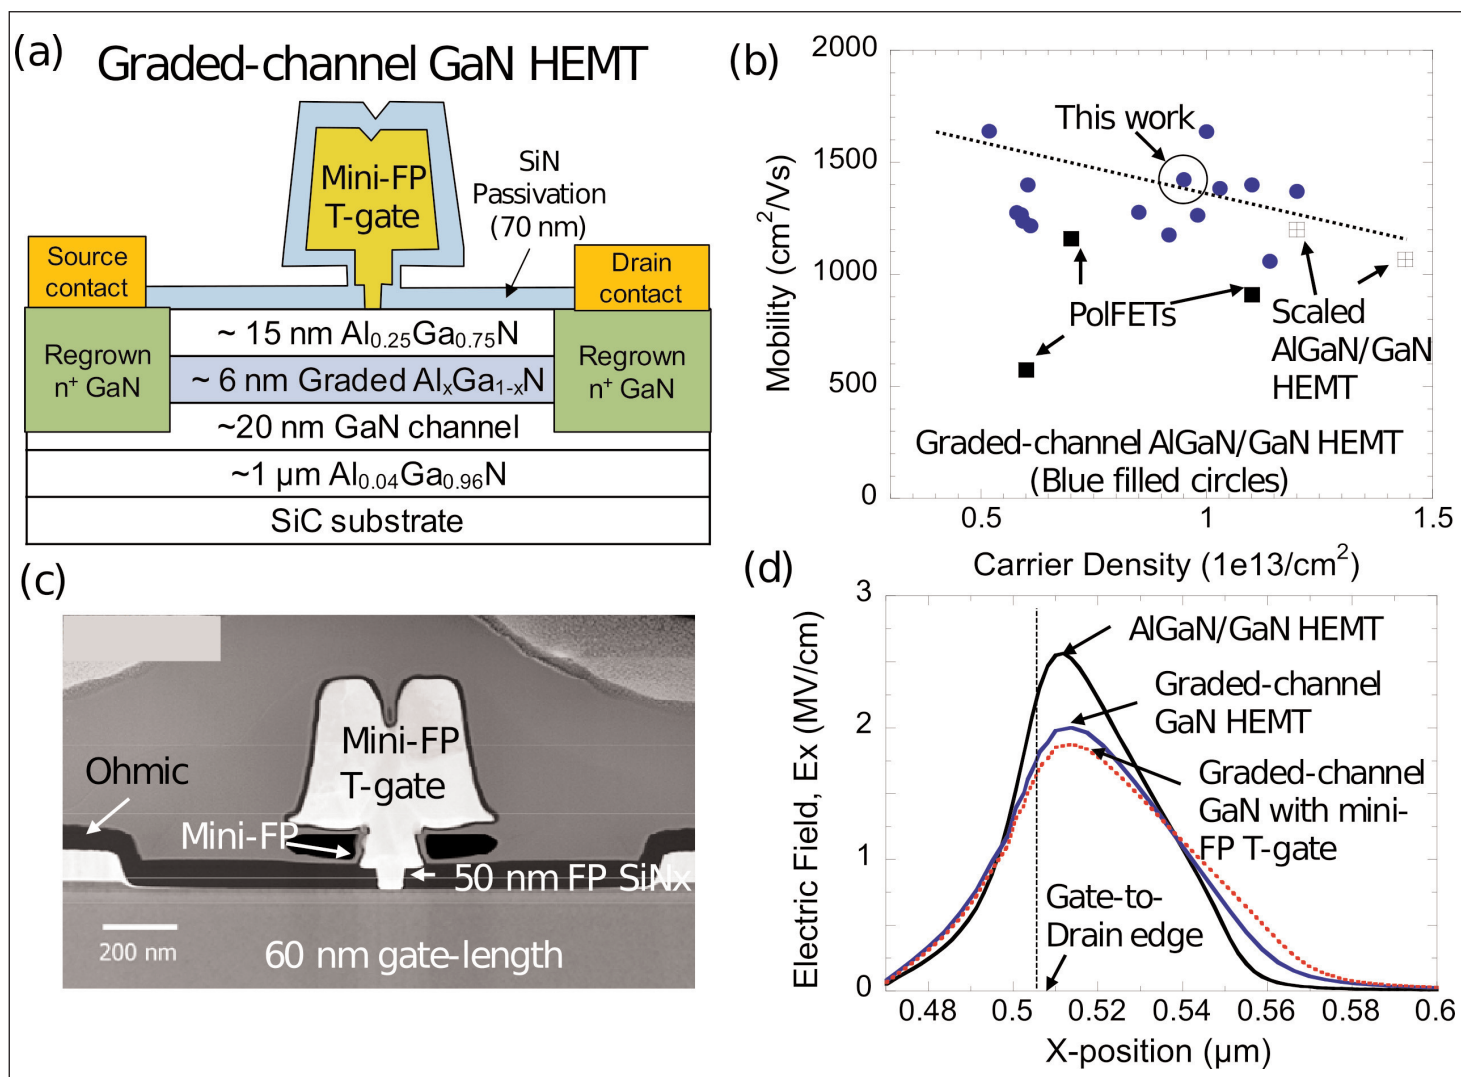 (a) Graded-channel GaN HEMT
Mini-FP
T-gate
SiN
Passivation
(70 nm)
Source
contact
Drain
contact
Regrown
n⁺ GaN
~ 15 nm Al₀.₂₅Ga₀.₇₅N
~ 6 nm Graded AlₓGa₁₋ₓN
~20 nm GaN channel
~1 µm Al₀.₀₄Ga₀.₉₆N
SiC substrate
Regrown
n⁺ GaN
(b)
Mobility (cm²/Vs)
2000
1500
1000
500
0
This work
PolFETs
Scaled
AlGaN/GaN
HEMT
Graded-channel AlGaN/GaN HEMT
(Blue filled circles)
0.5 1 1.5
Carrier Density (1e13/cm²)
(c)
Mini-FP
T-gate
Ohmic
Mini-FP
50 nm FP SiNx
200 nm
60 nm gate-length
(d)
Electric Field, Ex (MV/cm)
3
2
1
0
AlGaN/GaN HEMT
Graded-channel
GaN HEMT
Graded-channel
GaN with mini-
FP T-gate
Gate-to-
Drain edge
0.48 0.5 0.52 0.54 0.56 0.58 0.6
X-position (µm)